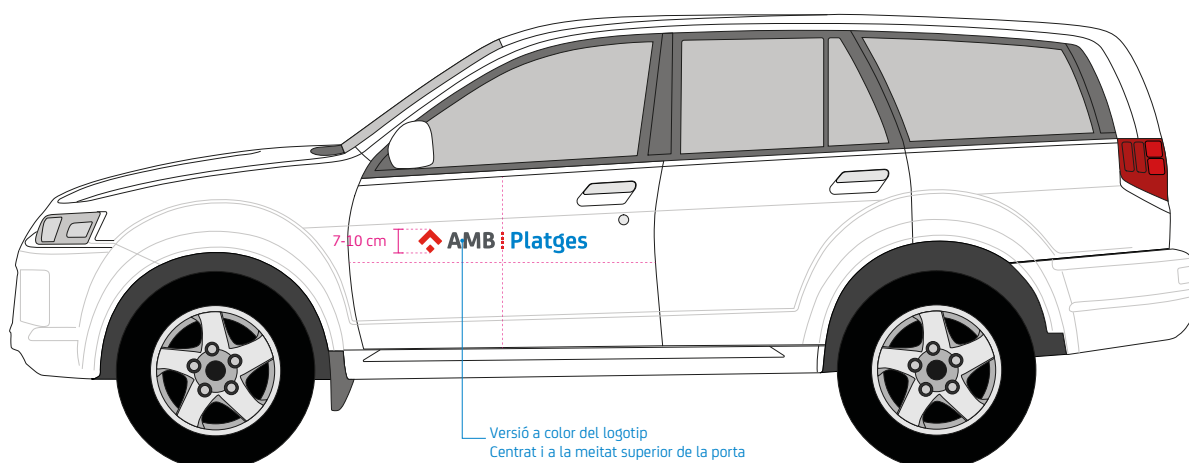 7-10 cm
AMB Platges
Versió a color del logotip
Centrat i a la meitat superior de la porta